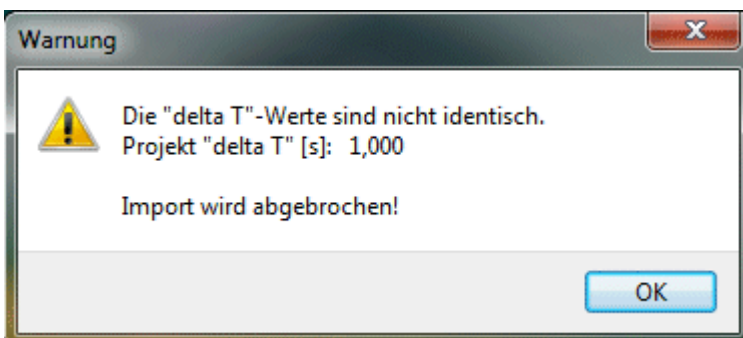 Warnung
Die "delta T"-Werte sind nicht identisch.
Projekt "delta T" [s]: 1,000
Import wird abgebrochen!
OK